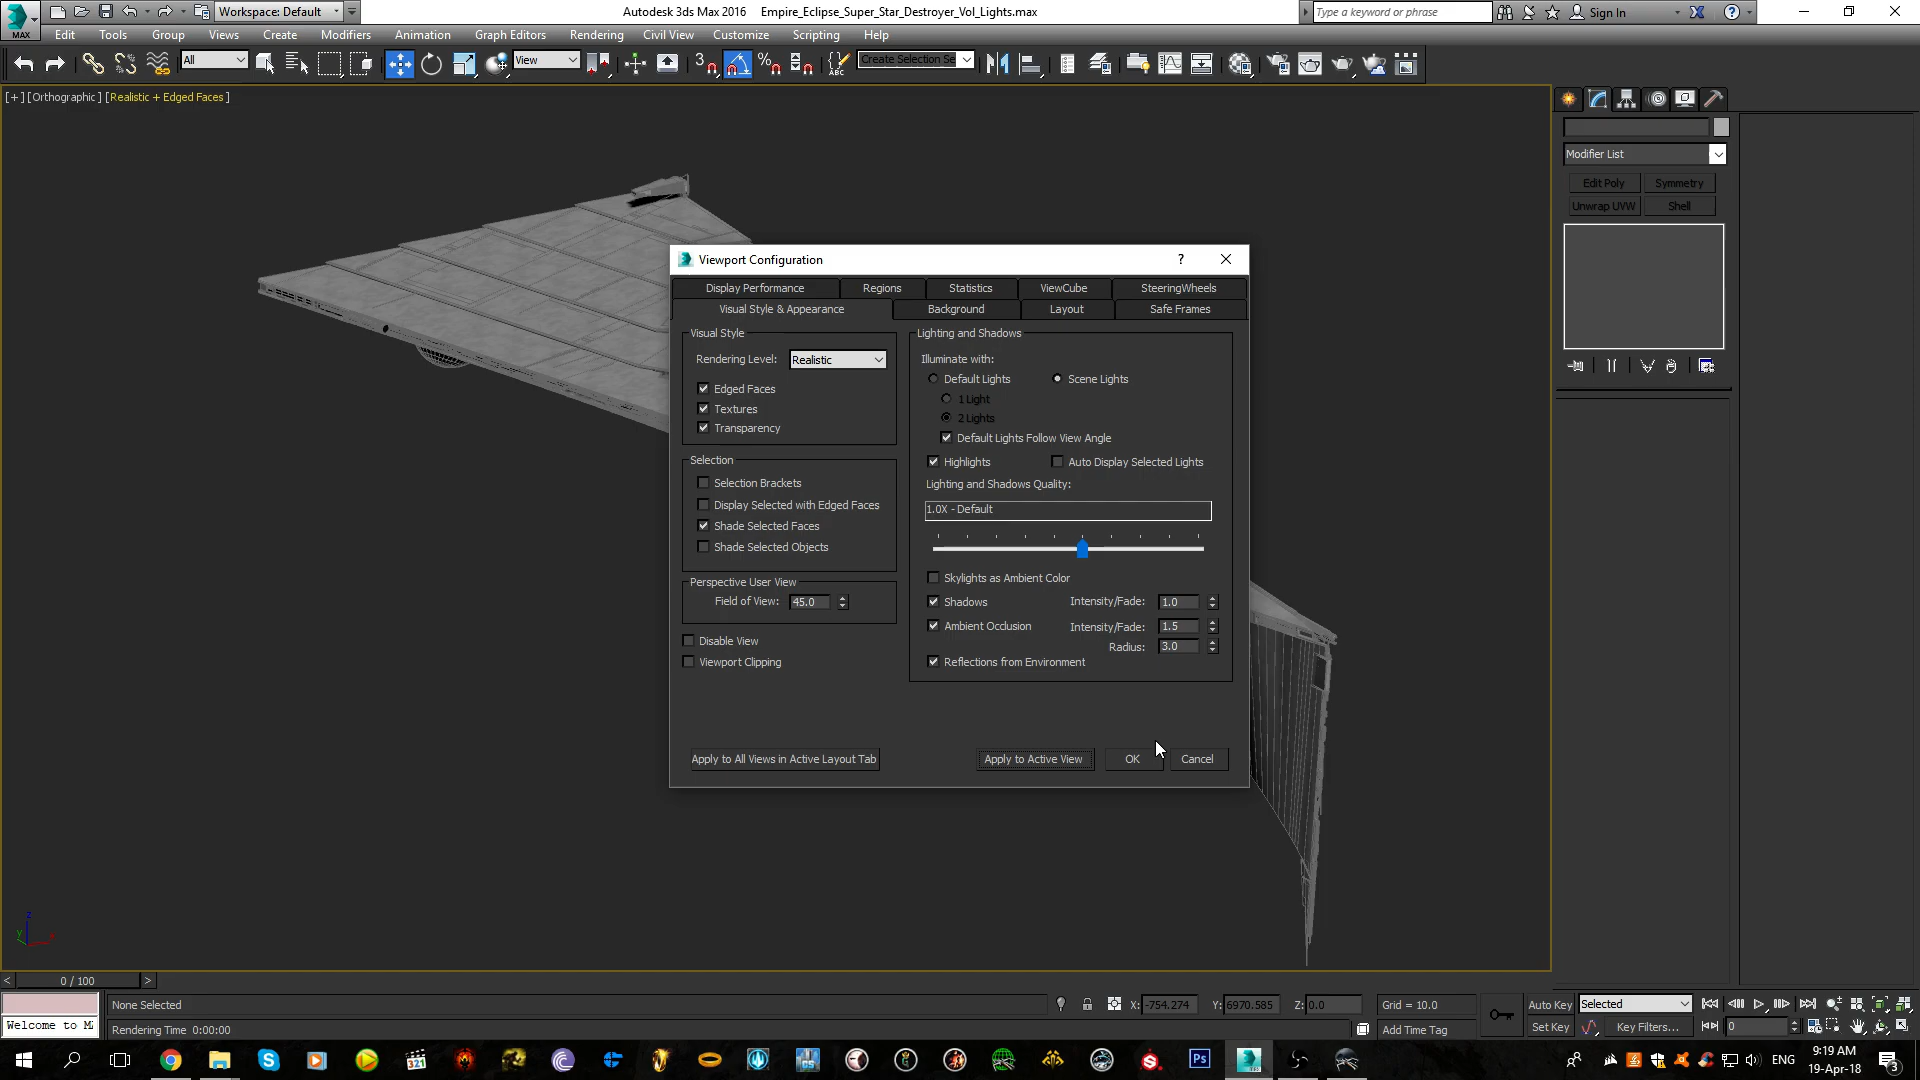 Workspace: Default
Autodesk 3ds Max 2016 Empire_Eclipse_Super_Star_Destroyer_Vol_Lights.max
Type a keyword or phrase
Sign In
MAX
Edit Tools Group Views Create Modifiers Animation Graph Editors Rendering Civil View Customize Scripting Help
All
View
3
ABC
Create Selection Se
[+] [Orthographic] [Realistic + Edged Faces]
Modifier List
Edit Poly Symmetry
Unwrap UVW Shell
Viewport Configuration
?
Display Performance Regions Statistics ViewCube SteeringWheels
Visual Style & Appearance Background Layout Safe Frames
Visual Style
Rendering Level: Realistic
Edged Faces
Textures
Transparency
Selection
Selection Brackets
Display Selected with Edged Faces
Shade Selected Faces
Shade Selected Objects
Perspective User View
Field of View: 45.0
Disable View
Viewport Clipping
Lighting and Shadows
Illuminate with:
Default Lights Scene Lights
1 Light
2 Lights
Default Lights Follow View Angle
Highlights Auto Display Selected Lights
Lighting and Shadows Quality:
1.0X - Default
Skylights as Ambient Color
Shadows Intensity/Fade: 1.0
Ambient Occlusion Intensity/Fade: 1.5
Radius: 3.0
Reflections from Environment
Apply to All Views in Active Layout Tab Apply to Active View OK Cancel
z
y x
< 0 / 100 >
None Selected
X: -754.274 Y: 6970.585 Z: 0.0 Grid = 10.0
Auto Key Selected
Welcome to M
Rendering Time 0:00:00
Add Time Tag
Set Key Key Filters... 0
321
Ps
ENG
9:19 AM
19-Apr-18
3